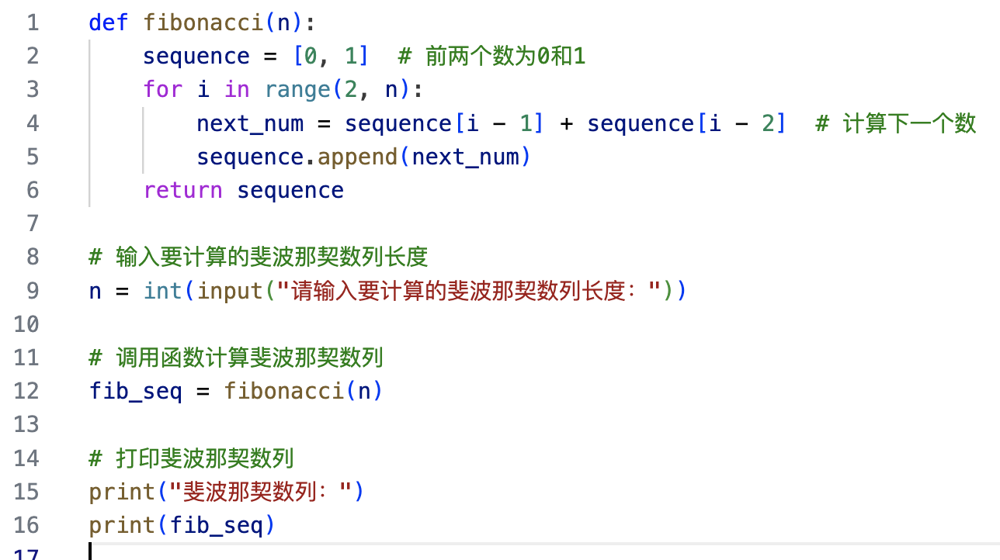 1 def fibonacci(n):
2     sequence = [0, 1]  # 前两个数为0和1
3     for i in range(2, n):
4         next_num = sequence[i - 1] + sequence[i - 2]  # 计算下一个数
5         sequence.append(next_num)
6     return sequence
7
8 # 输入要计算的斐波那契数列长度
9 n = int(input("请输入要计算的斐波那契数列长度："))
10
11 # 调用函数计算斐波那契数列
12 fib_seq = fibonacci(n)
13
14 # 打印斐波那契数列
15 print("斐波那契数列：")
16 print(fib_seq)
17